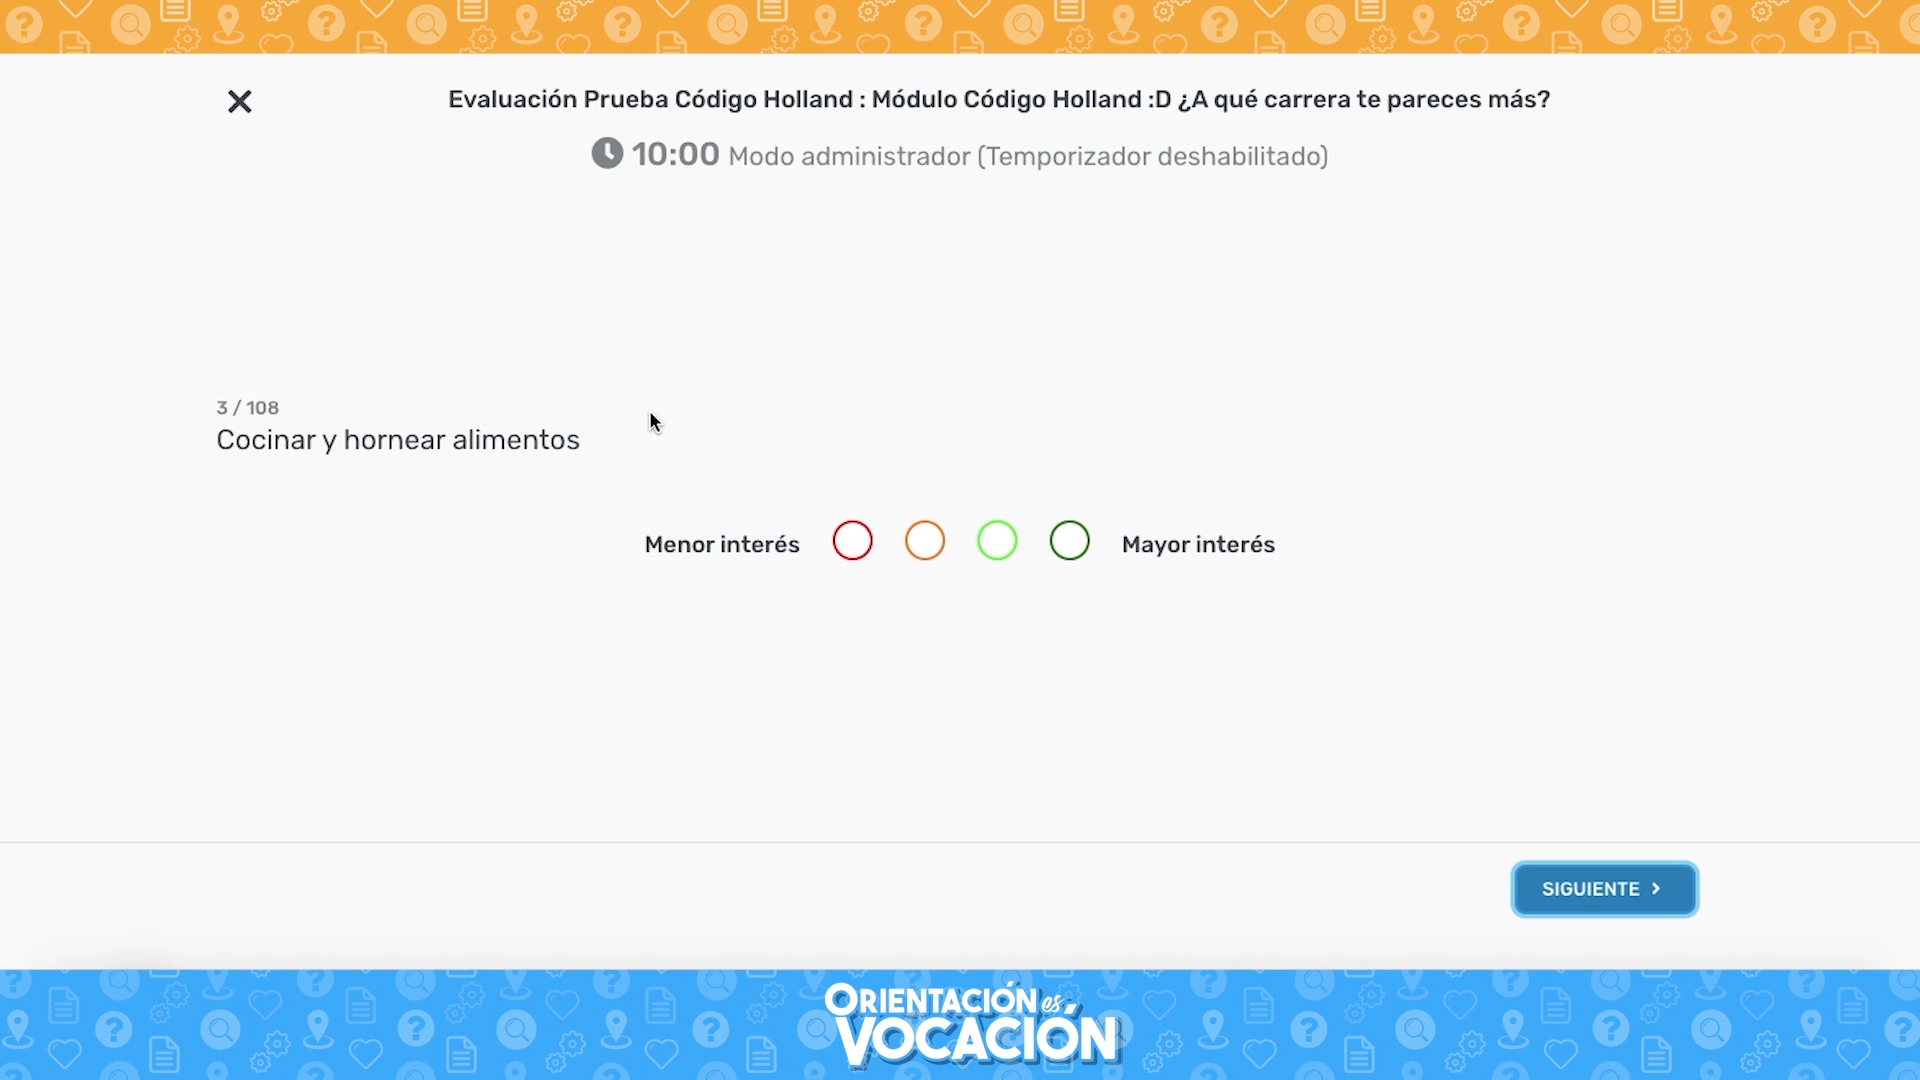 Evaluación Prueba Código Holland : Módulo Código Holland :D ¿A qué carrera te pareces más?
10:00 Modo administrador (Temporizador deshabilitado)
3 / 108
Cocinar y hornear alimentos
Menor interés
Mayor interés
SIGUIENTE
ORIENTACIÓN es
VOCACIÓN